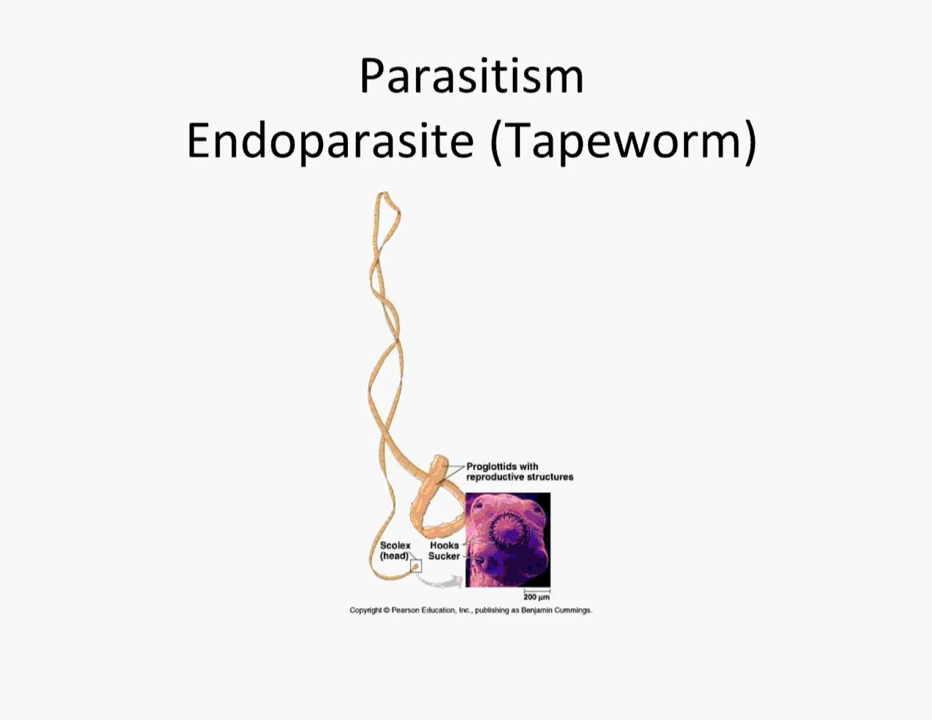 Parasitism
Endoparasite (Tapeworm)
Proglottids with
reproductive structures
Scolex
(head)
Hooks
Sucker
200 µm
Copyright © Pearson Education, Inc., publishing as Benjamin Cummings.